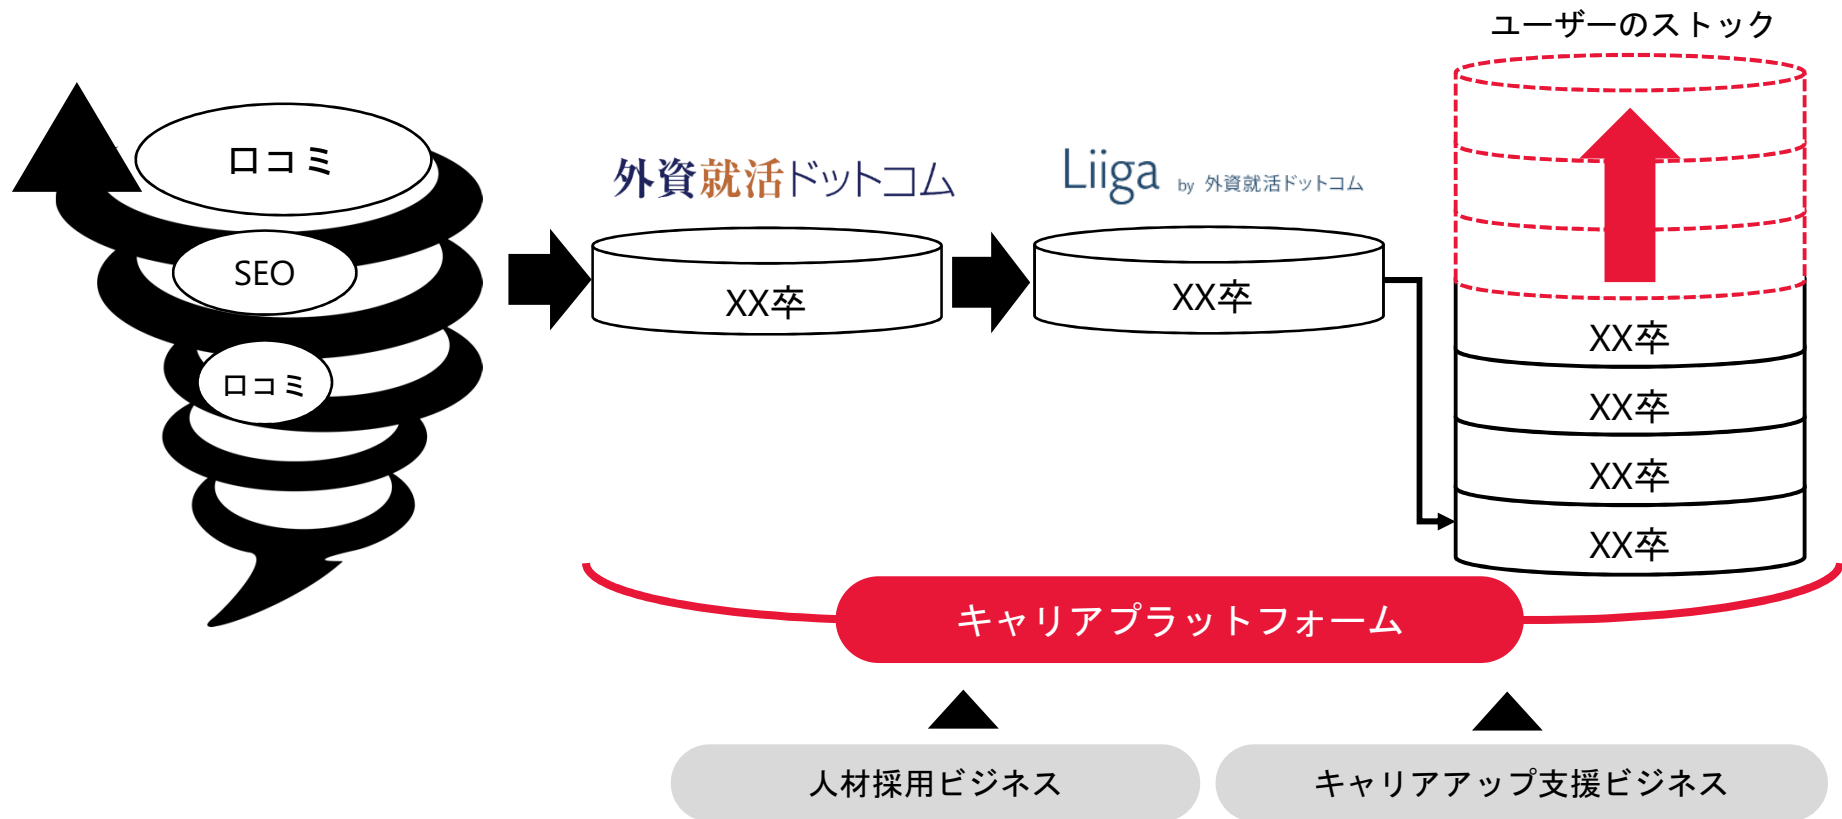 ユーザーのストック
口コミ
SEO
口コミ
外資就活ドットコム
XX卒
Liiga by 外資就活ドットコム
XX卒
XX卒
XX卒
XX卒
XX卒
キャリアプラットフォーム
人材採用ビジネス
キャリアアップ支援ビジネス